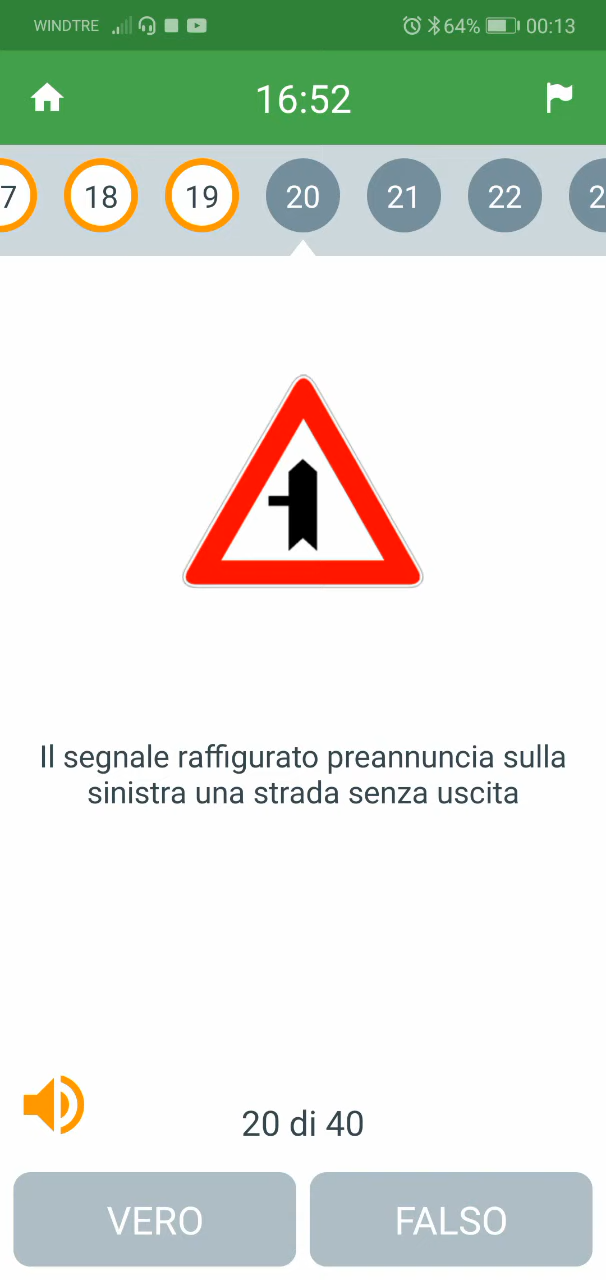 WINDTRE 64% 00:13
16:52
7 18 19 20 21 22 2
Il segnale raffigurato preannuncia sulla
sinistra una strada senza uscita
20 di 40
VERO FALSO